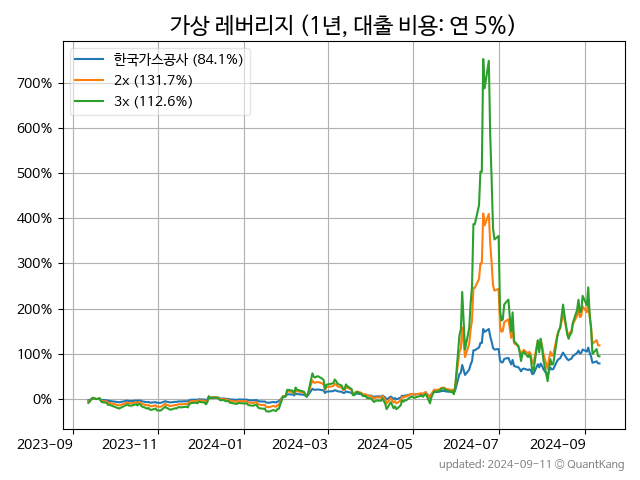 가상 레버리지 (1년, 대출 비용: 연 5%)
한국가스공사 (84.1%)
2x (131.7%)
3x (112.6%)
700%
600%
500%
400%
300%
200%
100%
0%
2023-09 2023-11 2024-01 2024-03 2024-05 2024-07 2024-09
updated: 2024-09-11 © QuantKang